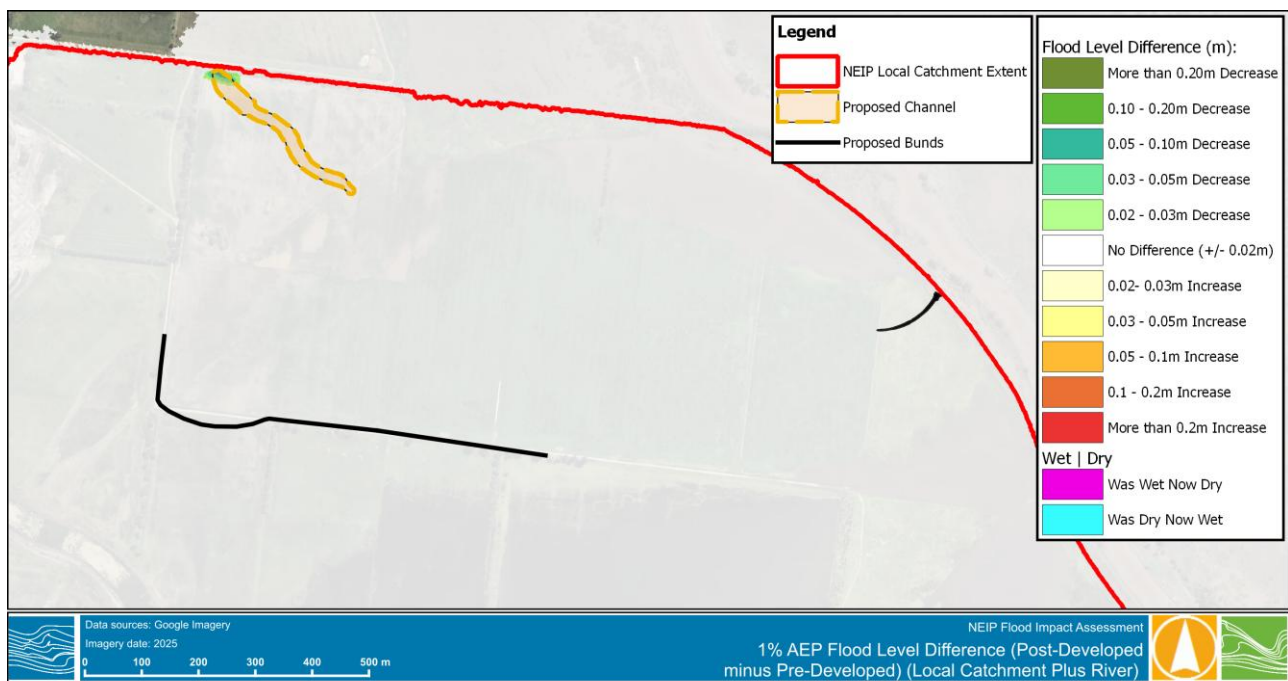 Legend
NEIP Local Catchment Extent
Proposed Channel
Proposed Bunds
Flood Level Difference (m):
More than 0.20m Decrease
0.10 - 0.20m Decrease
0.05 - 0.10m Decrease
0.03 - 0.05m Decrease
0.02 - 0.03m Decrease
No Difference (+/- 0.02m)
0.02- 0.03m Increase
0.03 - 0.05m Increase
0.05 - 0.1m Increase
0.1 - 0.2m Increase
More than 0.2m Increase
Wet | Dry
Was Wet Now Dry
Was Dry Now Wet
Data sources: Google Imagery
Imagery date: 2025
0 100 200 300 400 500 m
NEIP Flood Impact Assessment
1% AEP Flood Level Difference (Post-Developed
minus Pre-Developed) (Local Catchment Plus River)